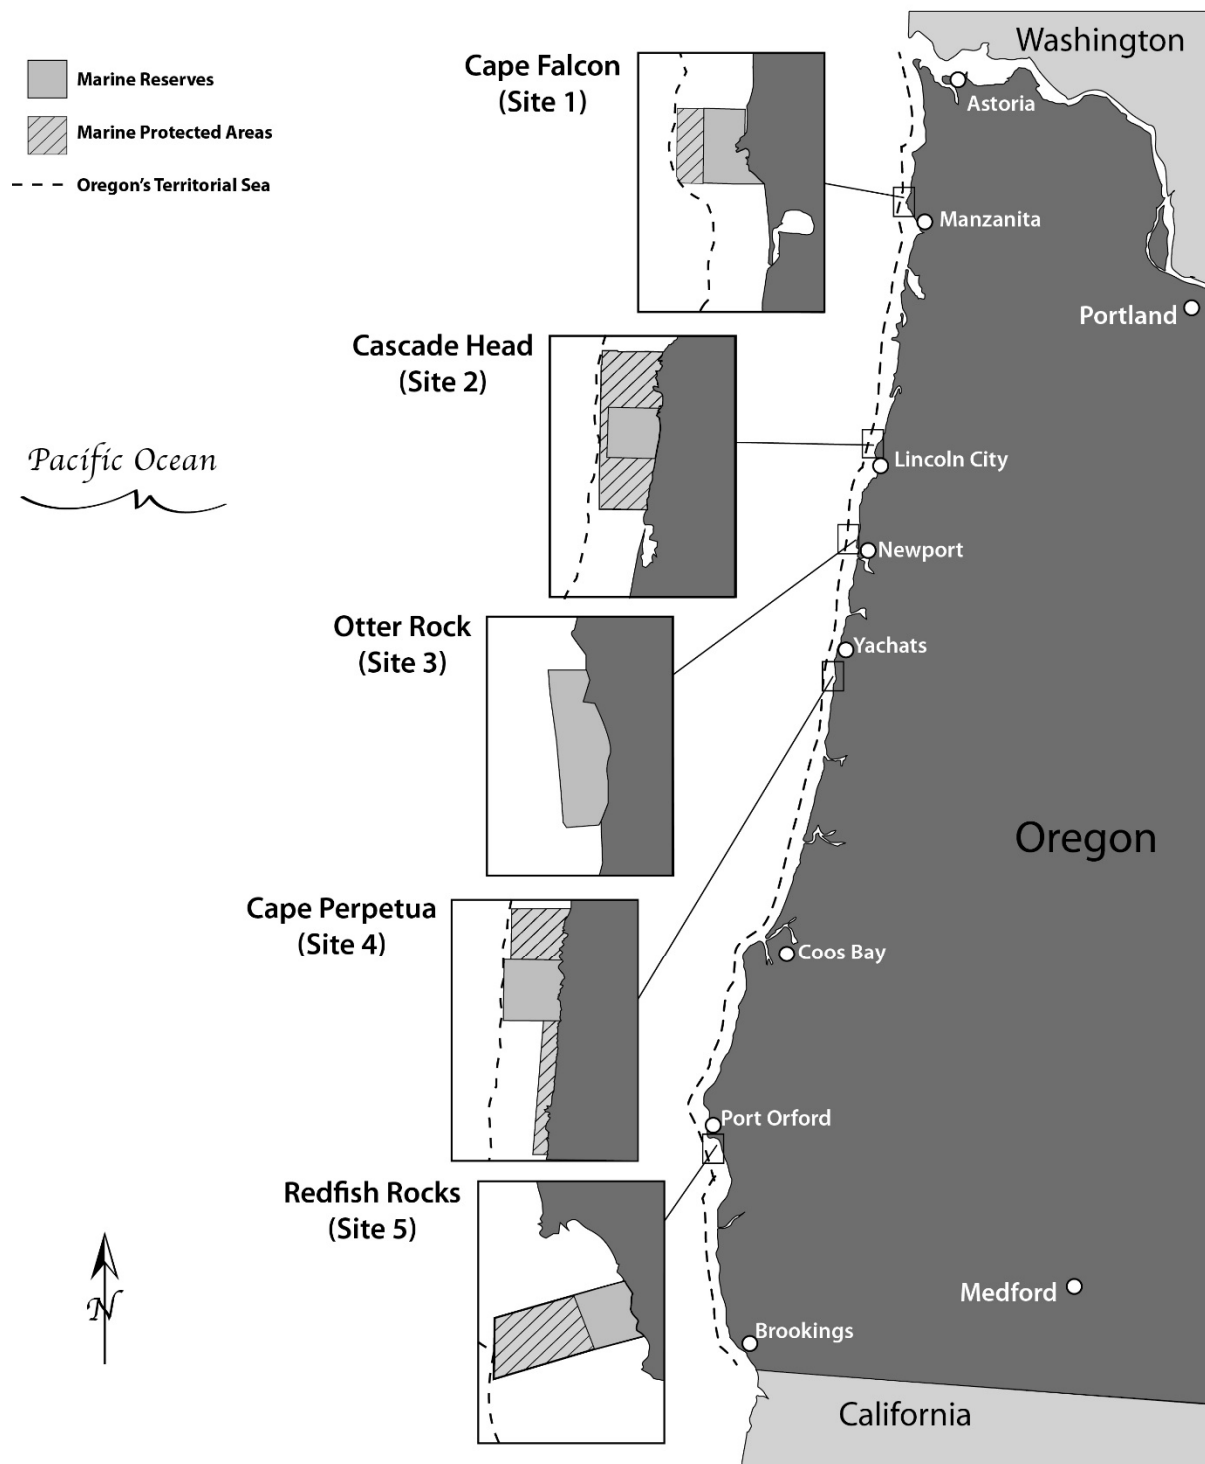 Marine Reserves
Marine Protected Areas
Oregon's Territorial Sea
Cape Falcon
(Site 1)
Cascade Head
(Site 2)
Otter Rock
(Site 3)
Cape Perpetua
(Site 4)
Redfish Rocks
(Site 5)
Pacific Ocean
N
Washington
Astoria
Manzanita
Portland
Lincoln City
Newport
Yachats
Oregon
Coos Bay
Port Orford
Medford
Brookings
California